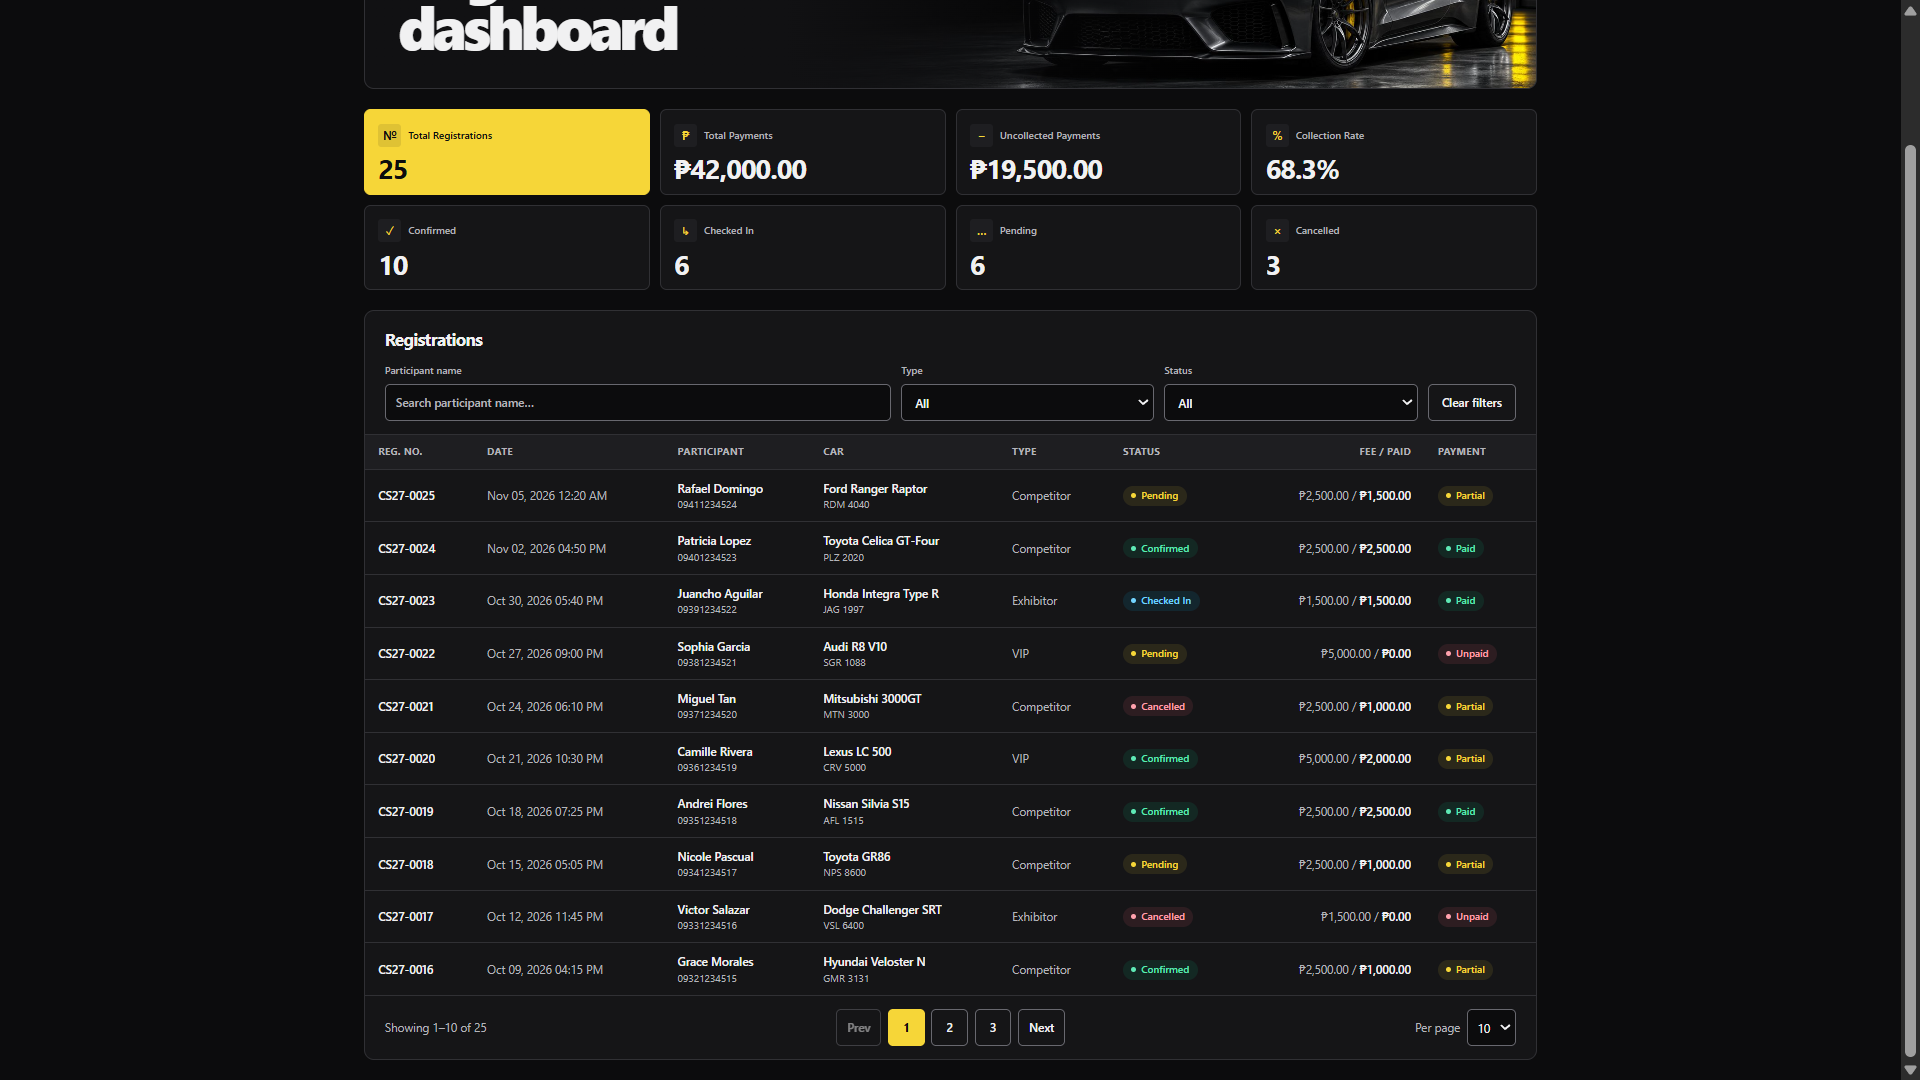 dashboard
№ Total Registrations
25
₱ Total Payments
₱42,000.00
– Uncollected Payments
₱19,500.00
% Collection Rate
68.3%
✓ Confirmed
10
↳ Checked In
6
... Pending
6
× Cancelled
3
Registrations
Participant name
Type
Status
Search participant name...
All
All
Clear filters
REG. NO. DATE PARTICIPANT CAR TYPE STATUS FEE / PAID PAYMENT
CS27-0025 Nov 05, 2026 12:20 AM Rafael Domingo Ford Ranger Raptor Competitor Pending ₱2,500.00 / ₱1,500.00 Partial
09411234524 RDM 4040
CS27-0024 Nov 02, 2026 04:50 PM Patricia Lopez Toyota Celica GT-Four Competitor Confirmed ₱2,500.00 / ₱2,500.00 Paid
09401234523 PLZ 2020
CS27-0023 Oct 30, 2026 05:40 PM Juancho Aguilar Honda Integra Type R Exhibitor Checked In ₱1,500.00 / ₱1,500.00 Paid
09391234522 JAG 1997
CS27-0022 Oct 27, 2026 09:00 PM Sophia Garcia Audi R8 V10 VIP Pending ₱5,000.00 / ₱0.00 Unpaid
09381234521 SGR 1088
CS27-0021 Oct 24, 2026 06:10 PM Miguel Tan Mitsubishi 3000GT Competitor Cancelled ₱2,500.00 / ₱1,000.00 Partial
09371234520 MTN 3000
CS27-0020 Oct 21, 2026 10:30 PM Camille Rivera Lexus LC 500 VIP Confirmed ₱5,000.00 / ₱2,000.00 Partial
09361234519 CRV 5000
CS27-0019 Oct 18, 2026 07:25 PM Andrei Flores Nissan Silvia S15 Competitor Confirmed ₱2,500.00 / ₱2,500.00 Paid
09351234518 AFL 1515
CS27-0018 Oct 15, 2026 05:05 PM Nicole Pascual Toyota GR86 Competitor Pending ₱2,500.00 / ₱1,000.00 Partial
09341234517 NPS 8600
CS27-0017 Oct 12, 2026 11:45 PM Victor Salazar Dodge Challenger SRT Exhibitor Cancelled ₱1,500.00 / ₱0.00 Unpaid
09331234516 VSL 6400
CS27-0016 Oct 09, 2026 04:15 PM Grace Morales Hyundai Veloster N Competitor Confirmed ₱2,500.00 / ₱1,000.00 Partial
09321234515 GMR 3131
Showing 1–10 of 25
Prev 1 2 3 Next
Per page 10